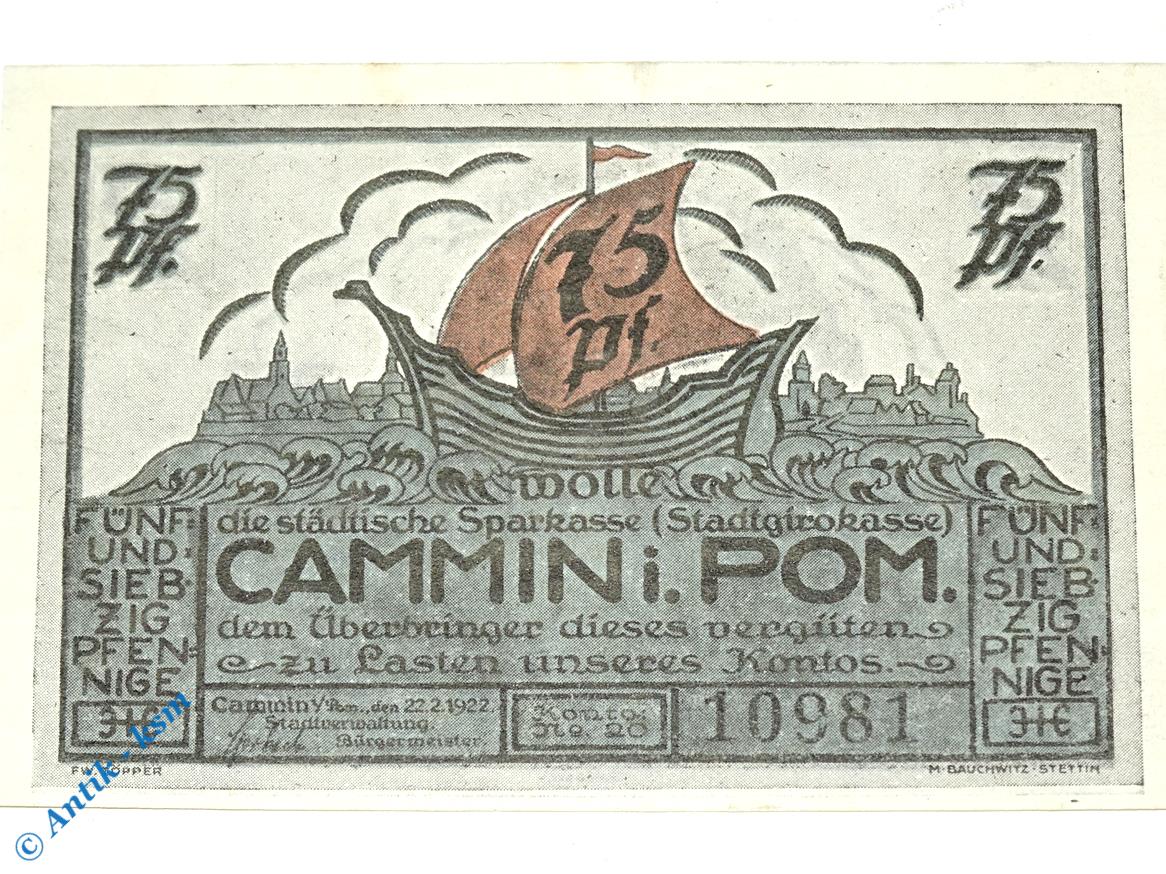 75
pf.
75
pf.
75
pf.
wolle
die städtische Sparkasse (Stadtgirokasse)
CAMMIN i. POM.
dem Überbringer dieses vergüten
zu Lasten unseres Kontos.
FÜNF-
UND-
SIEB-
ZIG
PFEN-
NIGE
FÜNF-
UND-
SIEB-
ZIG
PFEN-
NIGE
Cammin i/Pom., den 22.2.1922.
Stadtverwaltung.
Bürgermeister.
Konto:
No. 20
10981
M. BAUCHWITZ · STETTIN
© Antik - ksm